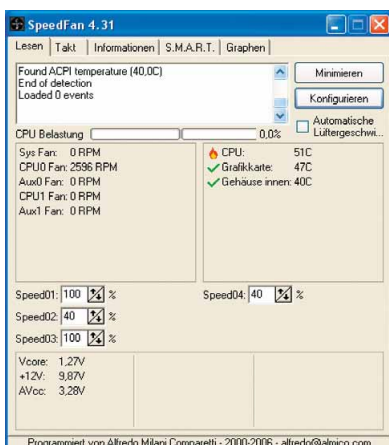 SpeedFan 4.31
Lesen Takt Informationen S.M.A.R.T. Graphen
Found ACPI temperature (40,0C)
End of detection
Loaded 0 events
Minimieren
Konfigurieren
CPU Belastung 0,0%
Automatische
Lüftergeschwi...
Sys Fan: 0 RPM
CPU0 Fan: 2596 RPM
Aux0 Fan: 0 RPM
CPU1 Fan: 0 RPM
Aux1 Fan: 0 RPM
CPU: 51C
Grafikkarte: 47C
Gehäuse innen: 40C
Speed01: 100 %
Speed04: 40 %
Speed02: 40 %
Speed03: 100 %
Vcore: 1,27V
+12V: 9,87V
AVcc: 3,28V
Programmiert von Alfredo Milani Comparetti - 2000-2006 - alfredo@almico.com